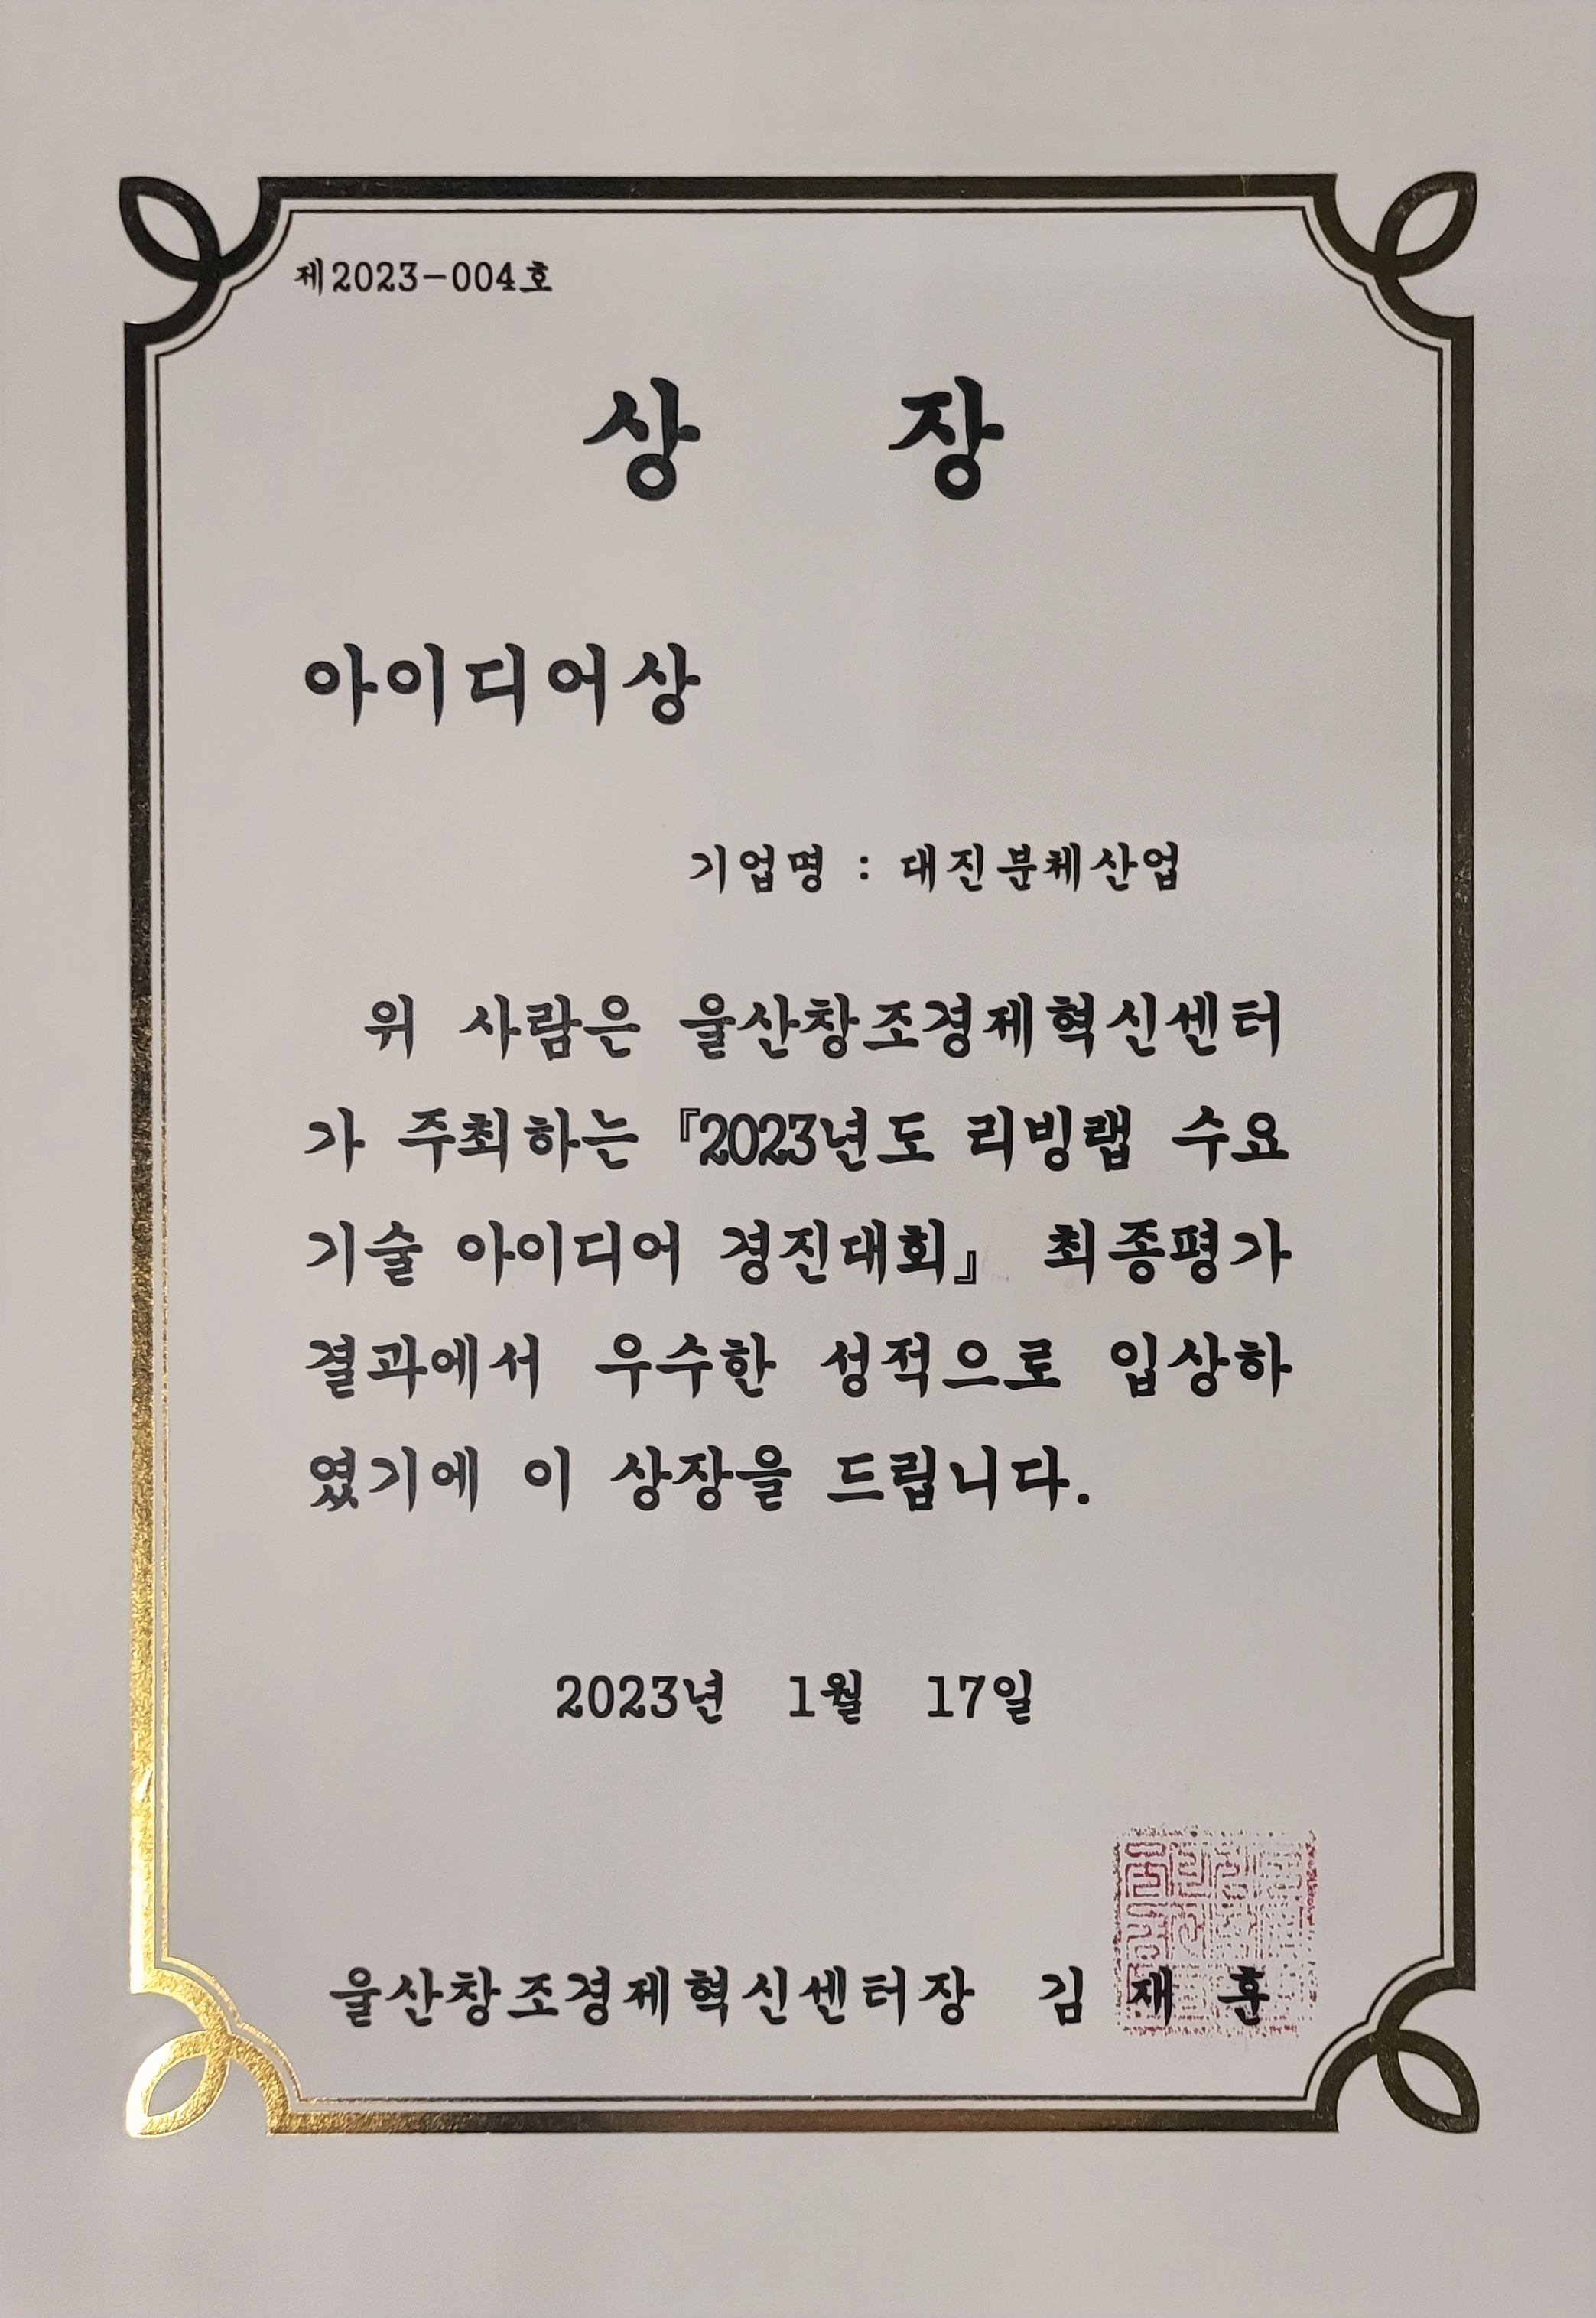 제2023-004호
상 장
아이디어상
기업명 : 대진분체산업
위 사람은 울산창조경제혁신센터
가 주최하는 『2023년도 리빙랩 수요
기술 아이디어 경진대회』 최종평가
결과에서 우수한 성적으로 입상하
였기에 이 상장을 드립니다.
2023년 1월 17일
울산창조경제혁신센터장 김 재 훈